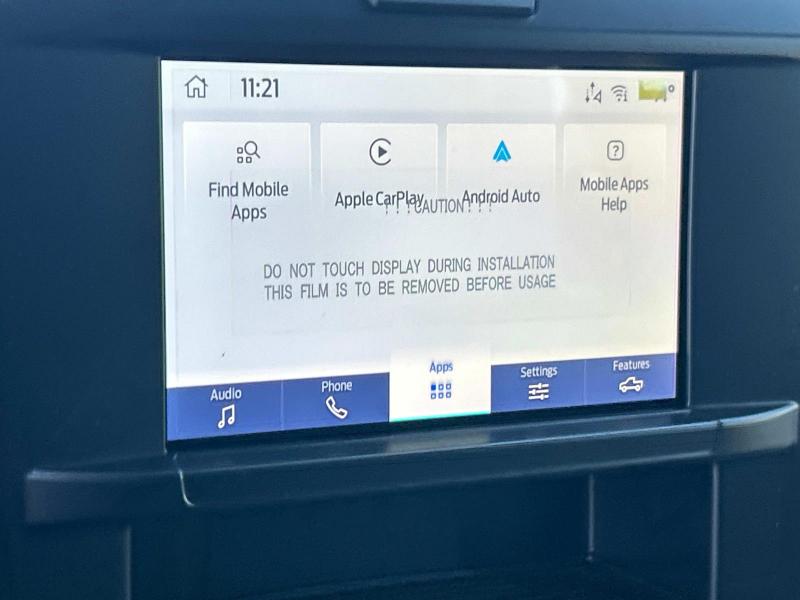 11:21
Find Mobile
Apps
Apple CarPlay
Android Auto
Mobile Apps
Help
! ! !CAUTION! ! !
DO NOT TOUCH DISPLAY DURING INSTALLATION
THIS FILM IS TO BE REMOVED BEFORE USAGE
Audio
Phone
Apps
Settings
Features